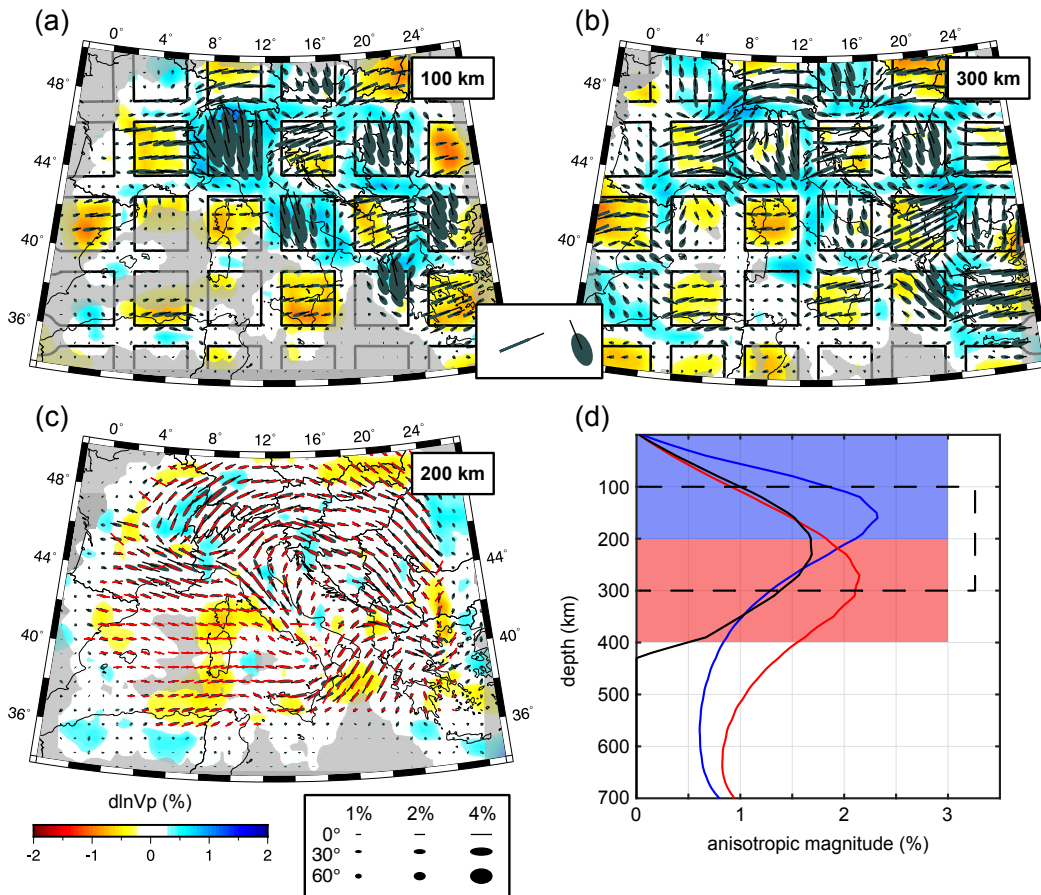 (a)
0° 4° 8° 12° 16° 20° 24°
100 km
48°
44°
40°
36°
(b)
0° 4° 8° 12° 16° 20° 24°
300 km
48°
44°
40°
36°
(c)
0° 4° 8° 12° 16° 20° 24°
200 km
48° 48°
44° 44°
40° 40°
36° 36°
dlnVp (%)
-2 -1 0 1 2
1% 2% 4%
0°
30°
60°
(d)
0
100
200
300
400
500
600
700
depth (km)
0 1 2 3
anisotropic magnitude (%)